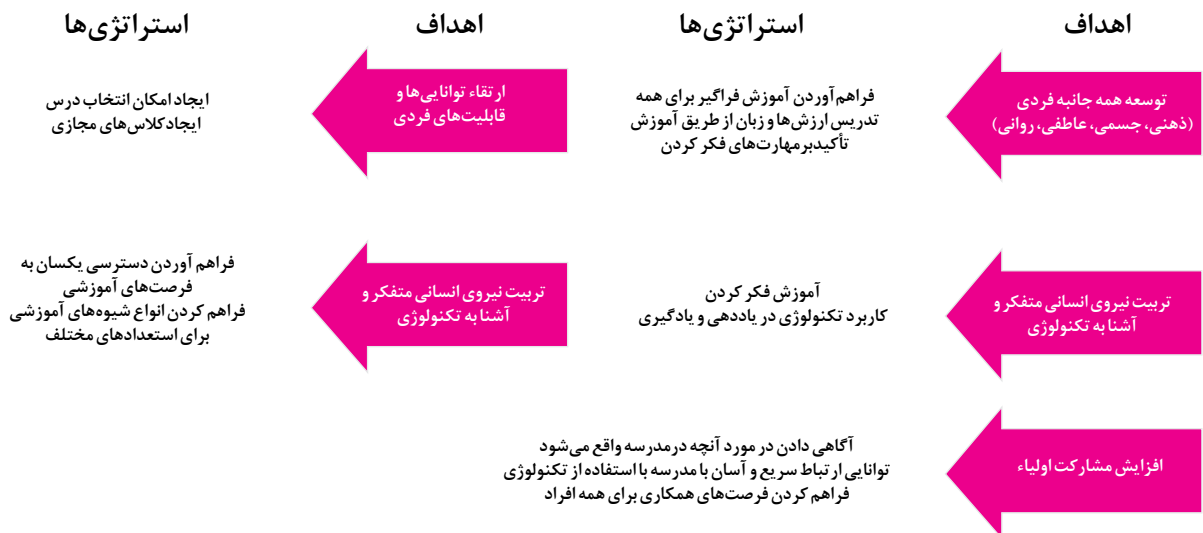 اهداف
استراتژی‌ها
اهداف
استراتژی‌ها
توسعه همه جانبه فردی
(ذهنی، جسمی، عاطفی، روانی)
فراهم آوردن آموزش فراگیر برای همه
تدریس ارزش‌ها و زبان از طریق آموزش
تأکید بر مهارت‌های فکر کردن
ارتقاء توانایی‌ها و
قابلیت‌های فردی
ایجاد امکان انتخاب درس
ایجاد کلاس‌های مجازی
تربیت نیروی انسانی متفکر و
آشنا به تکنولوژی
آموزش فکر کردن
کاربرد تکنولوژی در یاددهی و یادگیری
تربیت نیروی انسانی متفکر و
آشنا به تکنولوژی
فراهم آوردن دسترسی یکسان به
فرصت‌های آموزشی
فراهم کردن انواع شیوه‌های آموزشی
برای استعدادهای مختلف
افزایش مشارکت اولیاء
آگاهی دادن در مورد آنچه در مدرسه واقع می‌شود
توانایی ارتباط سریع و آسان با مدرسه با استفاده از تکنولوژی
فراهم کردن فرصت‌های همکاری برای همه افراد